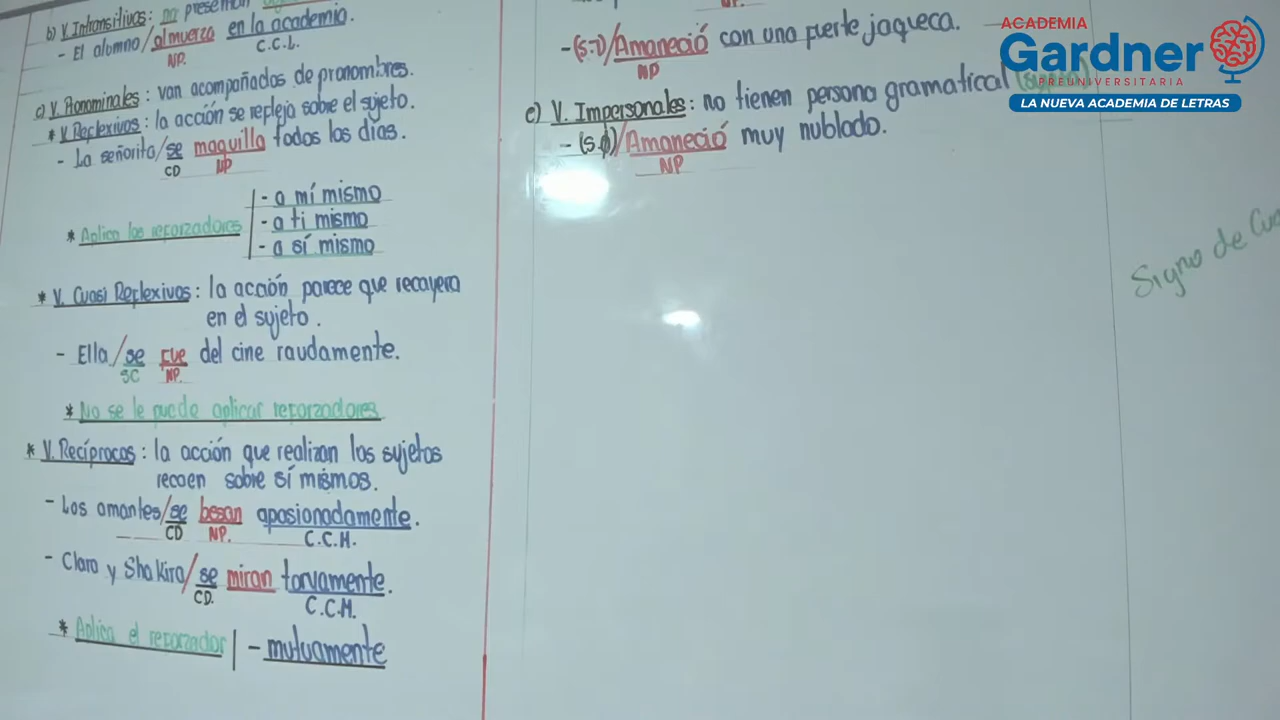 b) V. Intransitivos: no presentan
- El alumno/almuerza en la academia.
NP. C.C.L.
c) V. Pronominales: van acompañados de pronombres.
* V. Reflexivos: la acción se refleja sobre el sujeto.
- La señorita/se maquilla todos los días.
CD NP
* Aplica los reforzadores
- a mí mismo
- a ti mismo
- a sí mismo
* V. Cuasi Reflexivos: la acción parece que recayera
en el sujeto.
- Ella/se fue del cine raudamente.
SC NP.
* No se le puede aplicar reforzadores
* V. Recíprocos: la acción que realizan los sujetos
recaen sobre sí mismos.
- Los amantes/se besan apasionadamente.
CD NP. C.C.M.
- Clara y Shakira/se miran torvamente.
CD. C.C.M.
* Aplica el reforzador | - mutuamente
NP.
/Amaneció con una fuerte jaqueca.
NP
e) V. Impersonales: no tienen persona gramatical
- (S.∅)/Amaneció muy nublado.
NP
Signo de
ACADEMIA
Gardner
PREUNIVERSITARIA
LA NUEVA ACADEMIA DE LETRAS